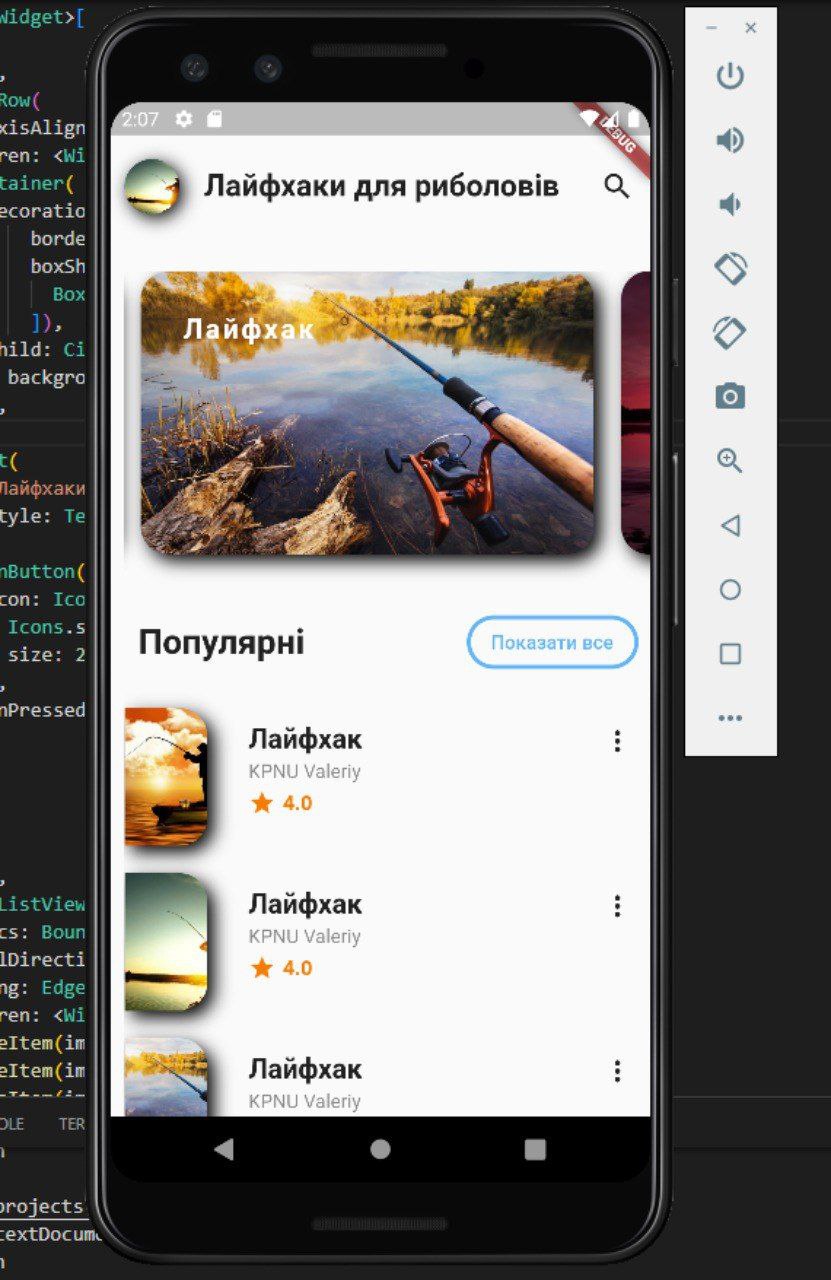 Widget>[
,
Row(
xisAlign
ren: <Wi
tainer(
ecoratio
borde
boxSh
Box
]),
hild: Ci
backgro
,
t(
Лайфхаки
tyle: Te
nButton(
con: Ico
Icons.s
size: 2
,
nPressed
,
ListView
cs: Boun
lDirecti
ng: Edge
ren: <Wi
eItem(im
eItem(im
OLE TER
n
projects
textDocum
n
2:07
DEBUG
Лайфхаки для риболовів
Лайфхак
Популярні
Показати все
Лайфхак
KPNU Valeriy
4.0
Лайфхак
KPNU Valeriy
4.0
Лайфхак
KPNU Valeriy